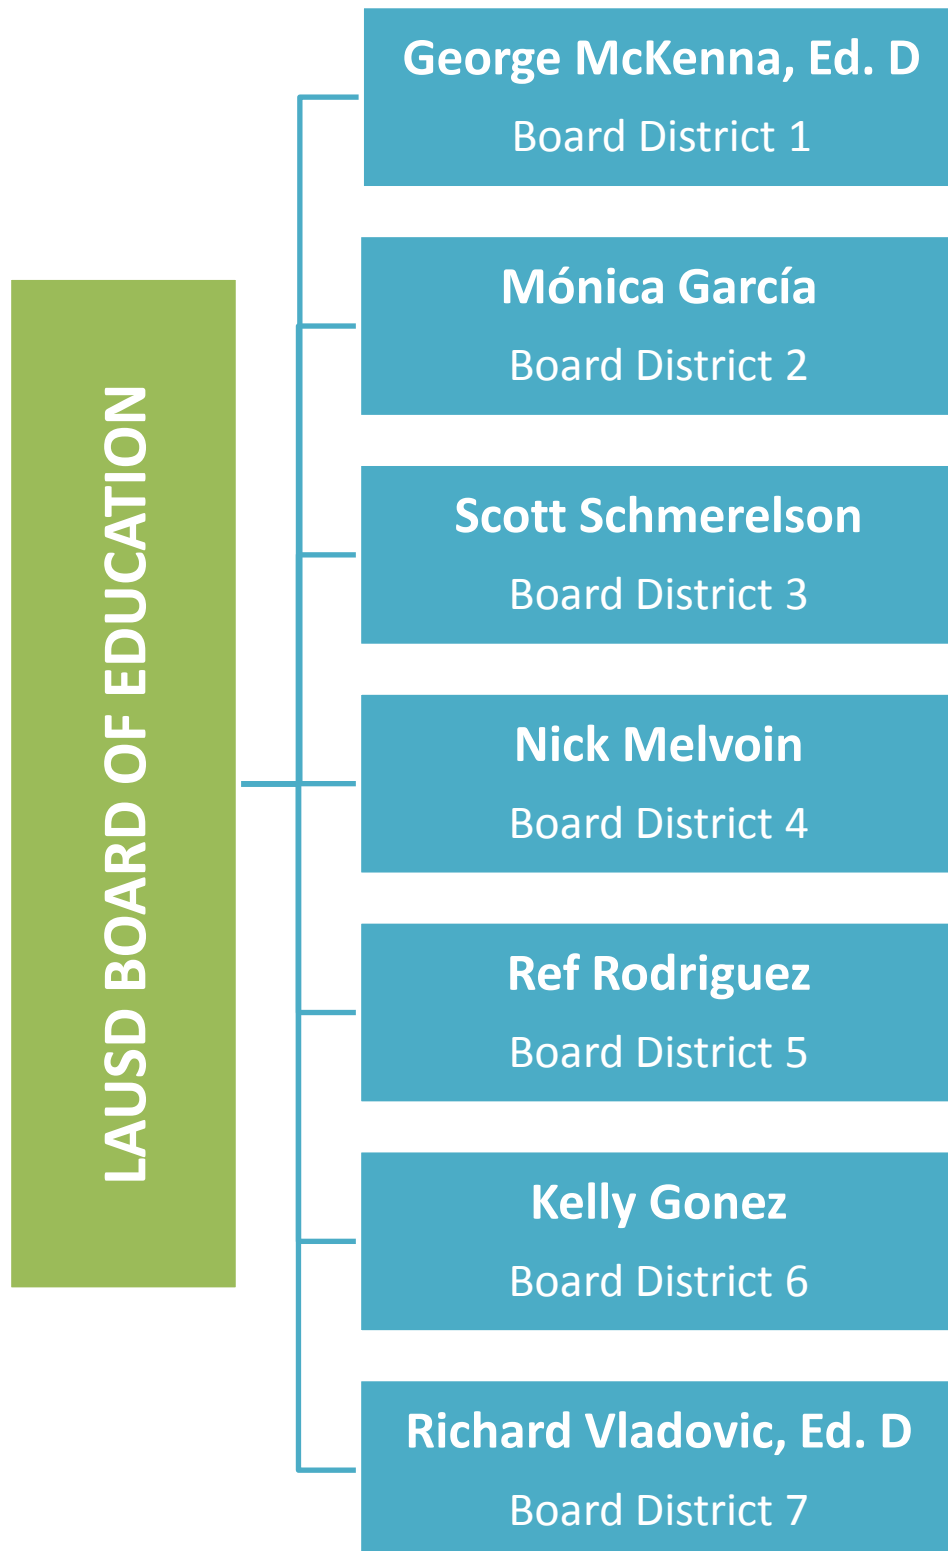 LAUSD BOARD OF EDUCATION
George McKenna, Ed. D
Board District 1
Mónica García
Board District 2
Scott Schmerelson
Board District 3
Nick Melvoin
Board District 4
Ref Rodriguez
Board District 5
Kelly Gonez
Board District 6
Richard Vladovic, Ed. D
Board District 7